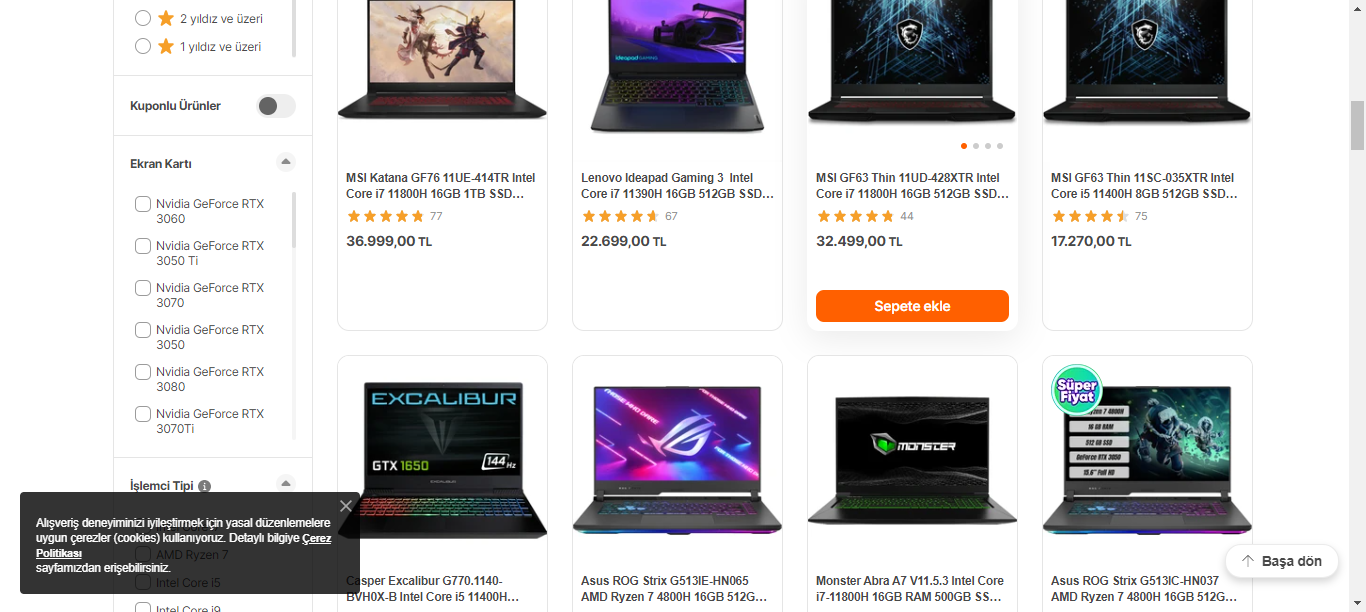 2 yıldız ve üzeri
1 yıldız ve üzeri
Kuponlu Ürünler
Ekran Kartı
Nvidia GeForce RTX
3060
Nvidia GeForce RTX
3050 Ti
Nvidia GeForce RTX
3070
Nvidia GeForce RTX
3050
Nvidia GeForce RTX
3080
Nvidia GeForce RTX
3070Ti
İşlemci Tipi
AMD Ryzen 7
Intel Core i5
Intel Core i9
Alışveriş deneyiminizi iyileştirmek için yasal düzenlemelere
uygun çerezler (cookies) kullanıyoruz. Detaylı bilgiye Çerez
Politikası
sayfamızdan erişebilirsiniz.
MSI Katana GF76 11UE-414TR Intel
Core i7 11800H 16GB 1TB SSD...
77
36.999,00 TL
ideapad GAMING
Lenovo Ideapad Gaming 3 Intel
Core i7 11390H 16GB 512GB SSD...
67
22.699,00 TL
MSI GF63 Thin 11UD-428XTR Intel
Core i7 11800H 16GB 512GB SSD...
44
32.499,00 TL
Sepete ekle
MSI GF63 Thin 11SC-035XTR Intel
Core i5 11400H 8GB 512GB SSD...
75
17.270,00 TL
EXCALIBUR
GTX 1650
144Hz
EXCALIBUR
Casper Excalibur G770.1140-
BVH0X-B Intel Core i5 11400H...
Asus ROG Strix G513IE-HN065
AMD Ryzen 7 4800H 16GB 512G...
MONSTER
Monster Abra A7 V11.5.3 Intel Core
i7-11800H 16GB RAM 500GB SS...
Süper
Fiyat
Ryzen 7 4800H
16 GB RAM
512 GB SSD
GeForce RTX 3050
15.6" Full HD
Asus ROG Strix G513IC-HN037
AMD Ryzen 7 4800H 16GB 512G...
Başa dön